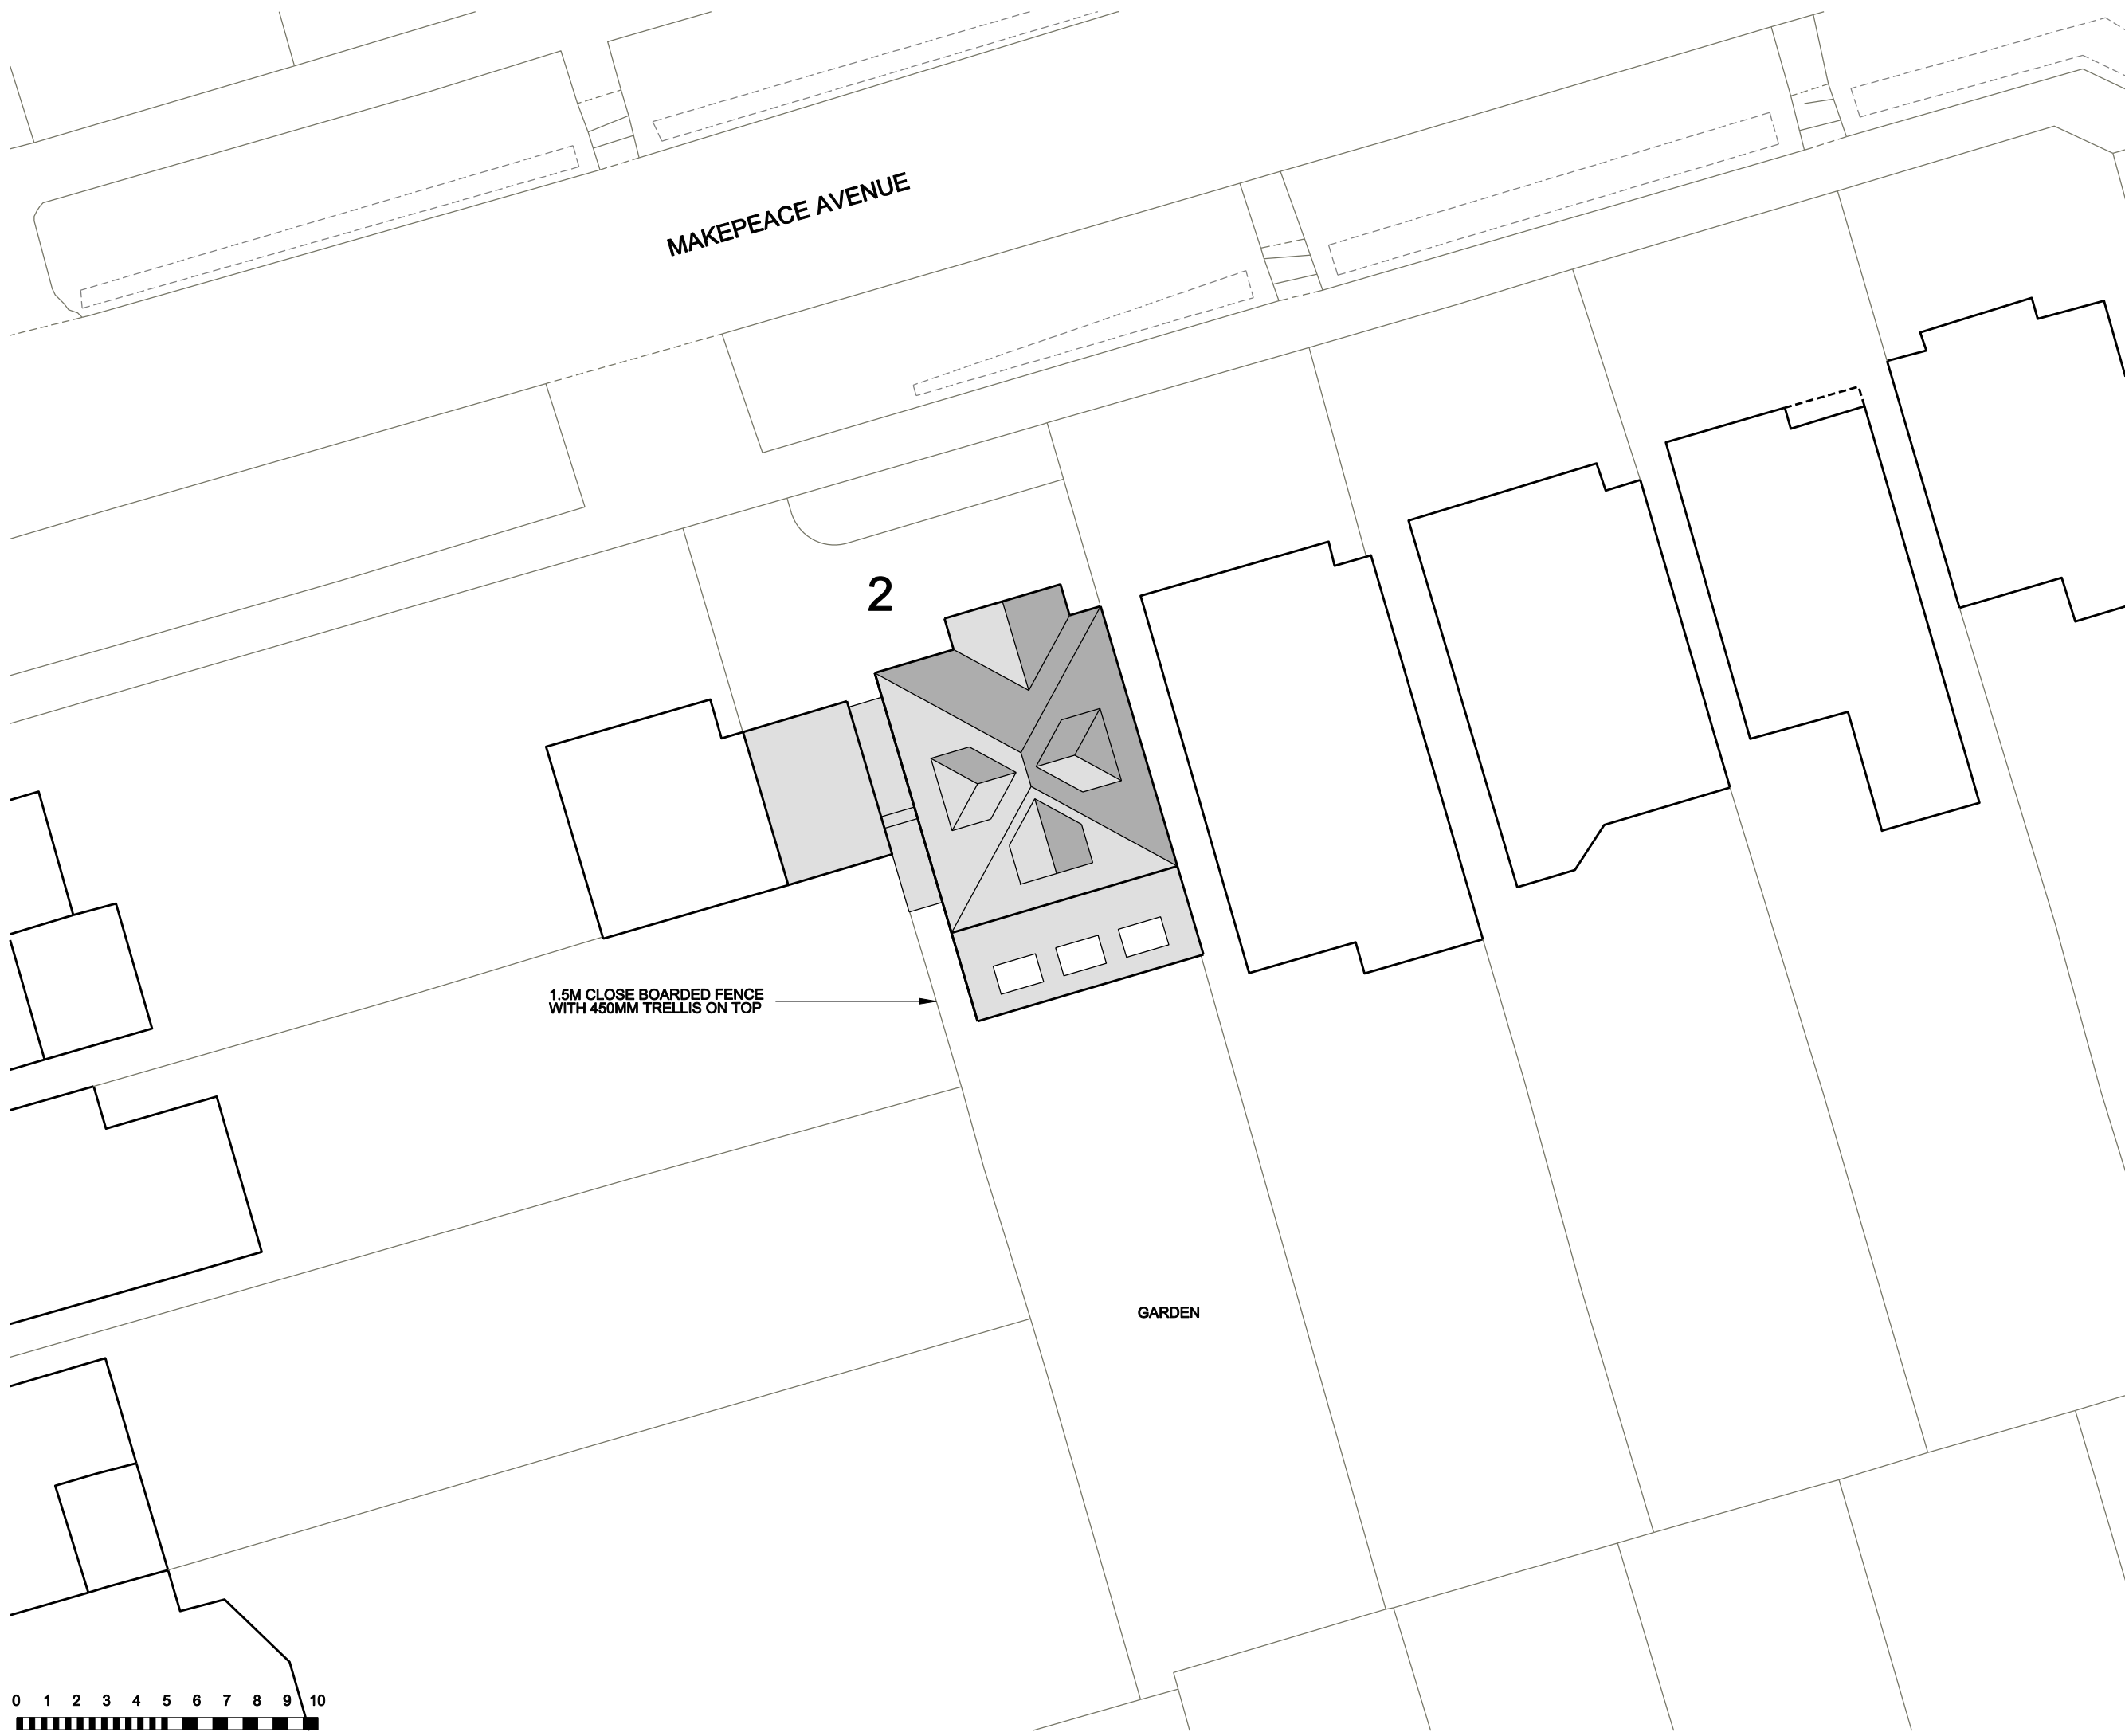 MAKEPEACE AVENUE
2
1.5M CLOSE BOARDED FENCE
WITH 450MM TRELLIS ON TOP
GARDEN
0 1 2 3 4 5 6 7 8 9 10